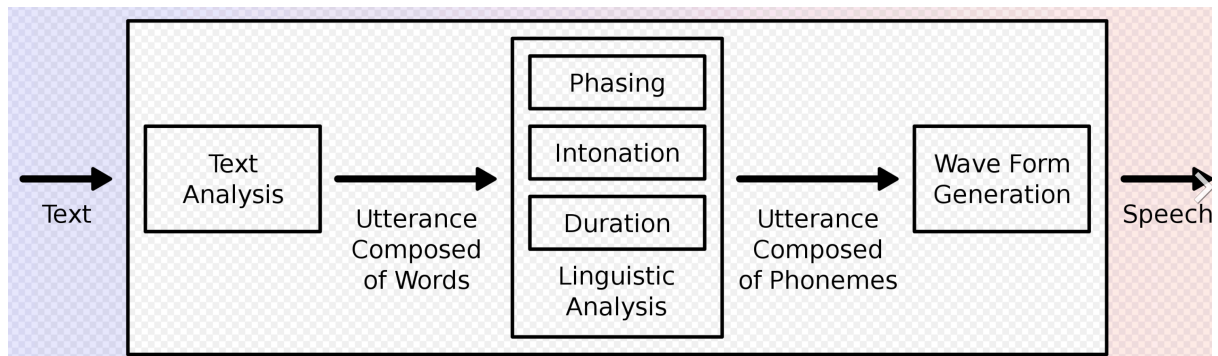 Text
Text
Analysis
Utterance
Composed
of Words
Phasing
Intonation
Duration
Linguistic
Analysis
Utterance
Composed
of Phonemes
Wave Form
Generation
Speech